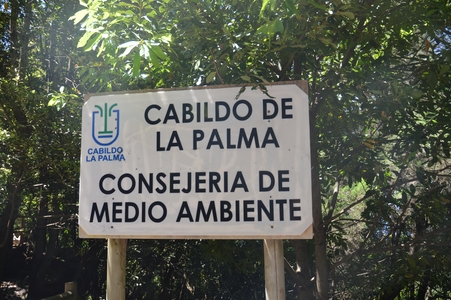 CABILDO DE
LA PALMA
CABILDO
LA PALMA
CONSEJERIA DE
MEDIO AMBIENTE